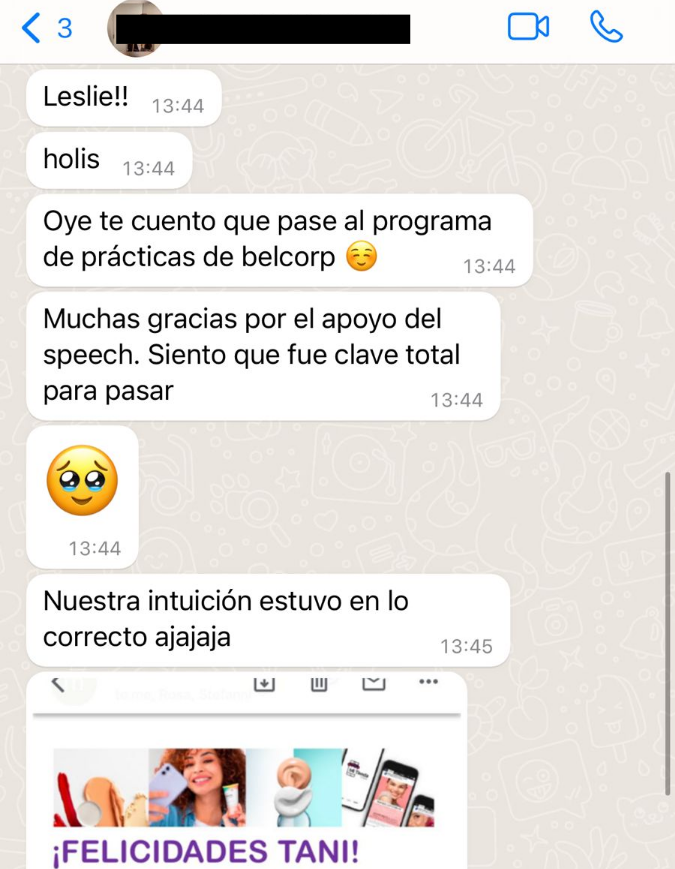 3
Leslie!! 13:44
holis 13:44
Oye te cuento que pase al programa
de prácticas de belcorp ☺️ 13:44
Muchas gracias por el apoyo del
speech. Siento que fue clave total
para pasar 13:44
🥹
13:44
Nuestra intuición estuvo en lo
correcto ajajaja 13:45
¡FELICIDADES TANI!